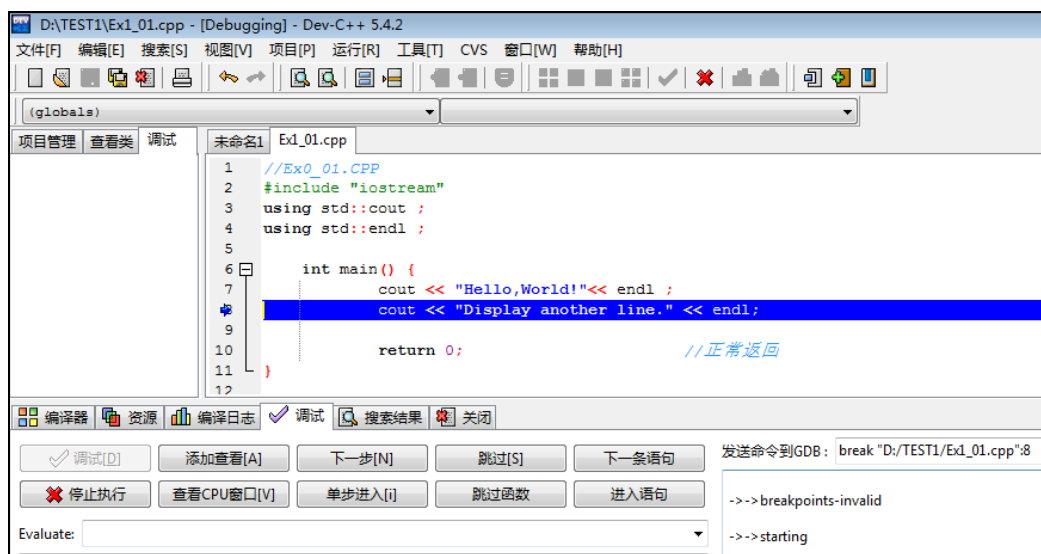 D:\TEST1\Ex1_01.cpp - [Debugging] - Dev-C++ 5.4.2
文件[F] 编辑[E] 搜索[S] 视图[V] 项目[P] 运行[R] 工具[T] CVS 窗口[W] 帮助[H]
(globals)
项目管理 查看类 调试 未命名1 Ex1_01.cpp
1 //Ex0_01.CPP
2 #include "iostream"
3 using std::cout ;
4 using std::endl ;
5
6 int main() {
7 cout << "Hello,World!"<< endl ;
8 cout << "Display another line." << endl;
9
10 return 0; //正常返回
11 }
12
编译器 资源 编译日志 调试 搜索结果 关闭
调试[D] 添加查看[A] 下一步[N] 跳过[S] 下一条语句 发送命令到GDB: break "D:/TEST1/Ex1_01.cpp":8
停止执行 查看CPU窗口[V] 单步进入[i] 跳过函数 进入语句
->->breakpoints-invalid
Evaluate:
->->starting